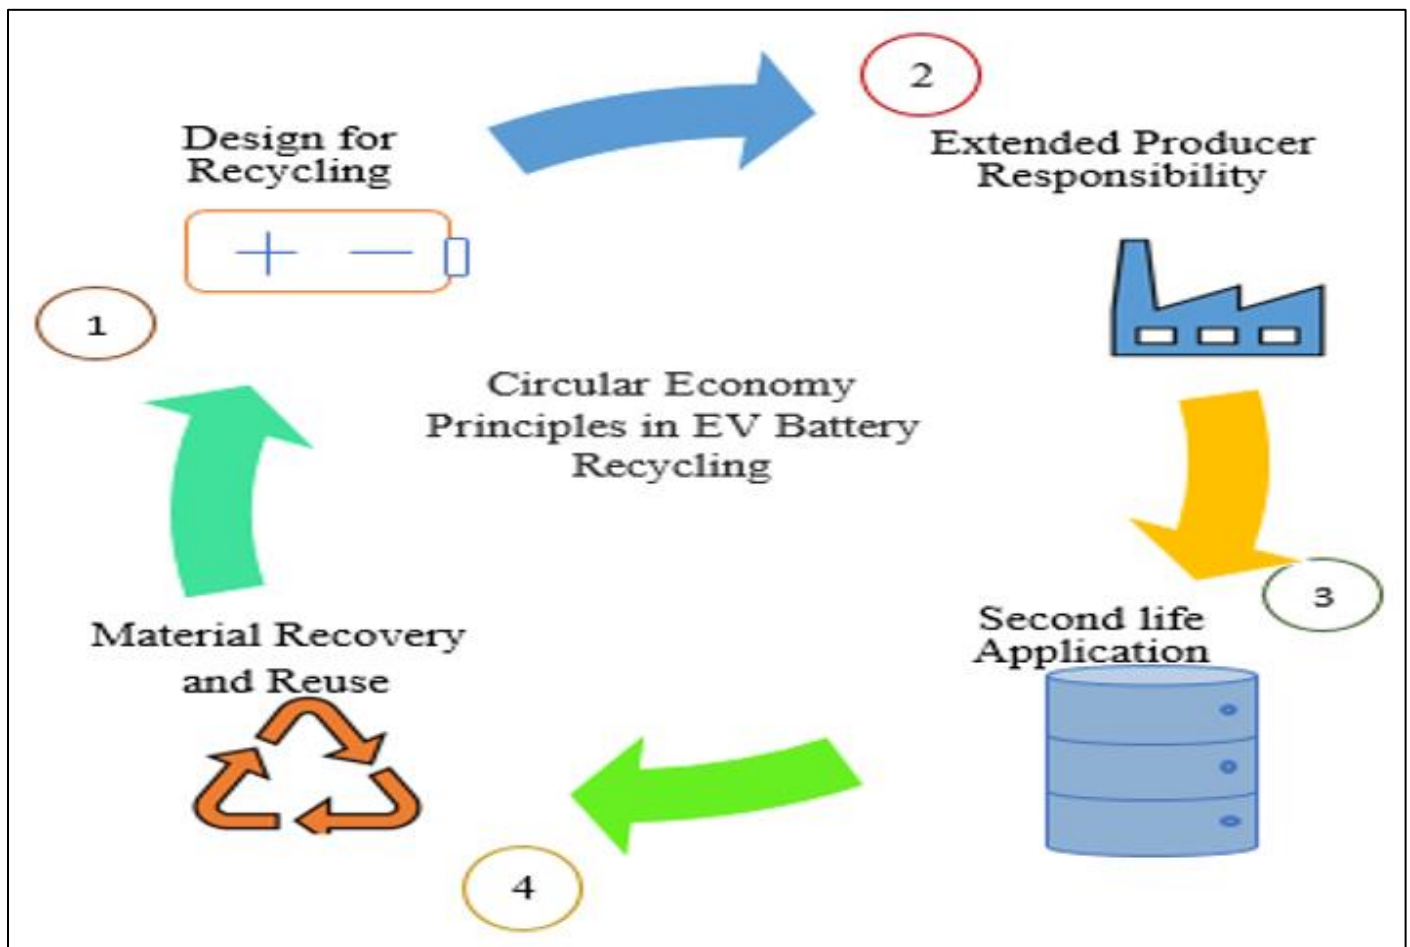 1
Design for
Recycling
2
Extended Producer
Responsibility
Circular Economy
Principles in EV Battery
Recycling
3
Second life
Application
4
Material Recovery
and Reuse